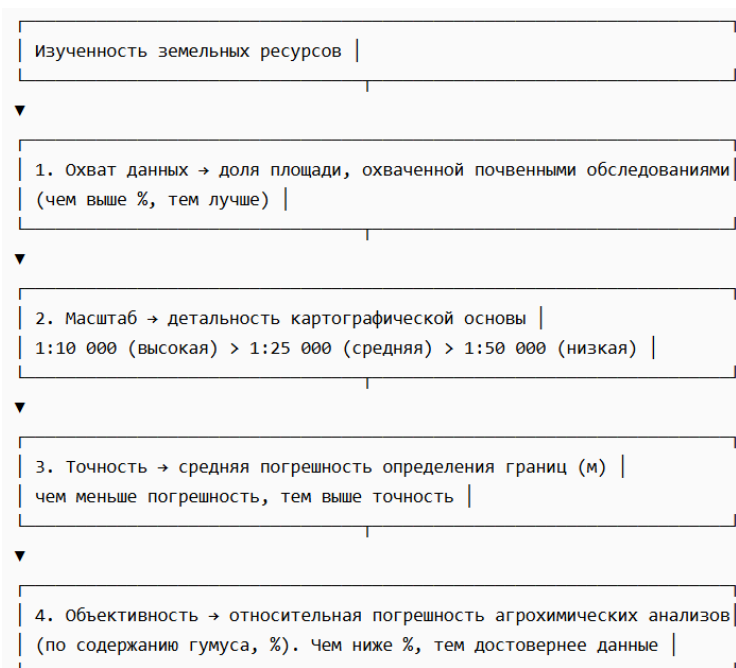 Изученность земельных ресурсов
1. Охват данных → доля площади, охваченной почвенными обследованиями
(чем выше %, тем лучше)
2. Масштаб → детальность картографической основы
1:10 000 (высокая) > 1:25 000 (средняя) > 1:50 000 (низкая)
3. Точность → средняя погрешность определения границ (м)
чем меньше погрешность, тем выше точность
4. Объективность → относительная погрешность агрохимических анализов
(по содержанию гумуса, %). Чем ниже %, тем достовернее данные